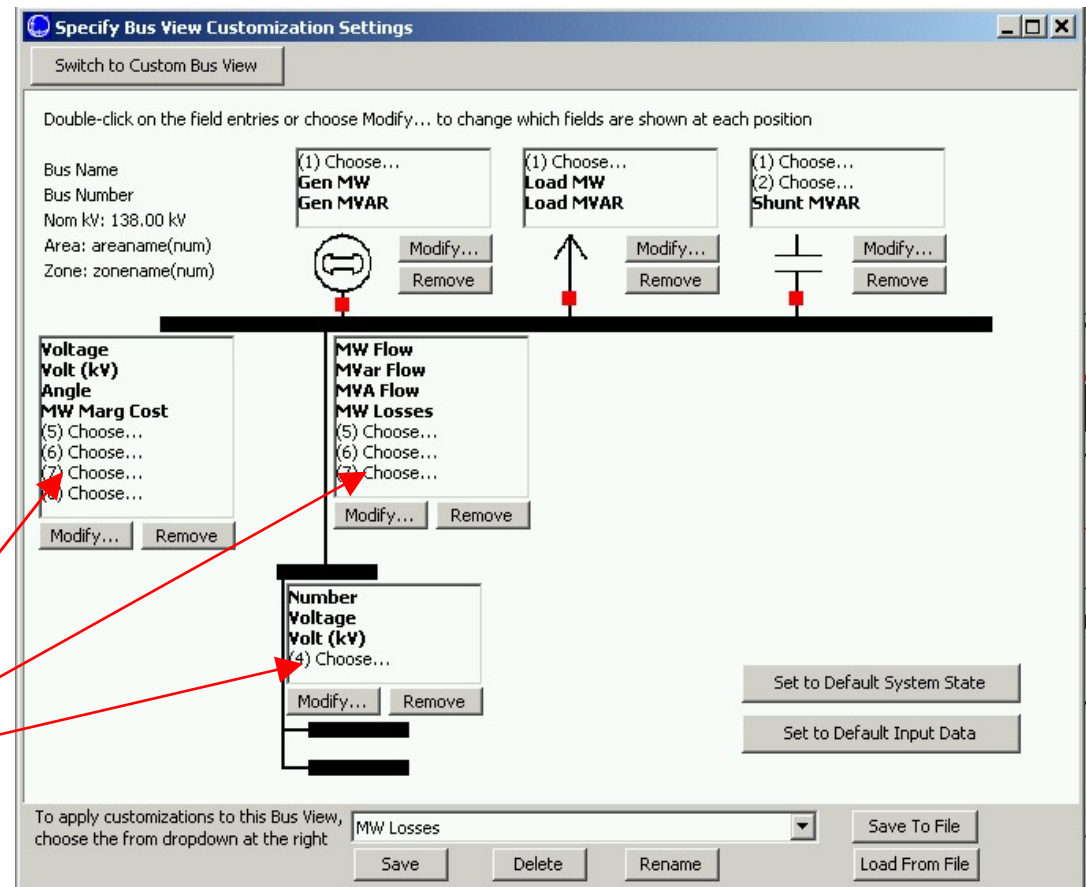 Specify Bus View Customization Settings
Switch to Custom Bus View
Double-click on the field entries or choose Modify... to change which fields are shown at each position
Bus Name
Bus Number
Nom kV: 138.00 kV
Area: areaname(num)
Zone: zonename(num)
(1) Choose...
Gen MW
Gen MVAR
Modify...
Remove
(1) Choose...
Load MW
Load MVAR
Modify...
Remove
(1) Choose...
(2) Choose...
Shunt MVAR
Modify...
Remove
Voltage
Volt (kV)
Angle
MW Marg Cost
(5) Choose...
(6) Choose...
(7) Choose...
(8) Choose...
Modify... Remove
MW Flow
MVar Flow
MVA Flow
MW Losses
(5) Choose...
(6) Choose...
(7) Choose...
Modify... Remove
Number
Voltage
Volt (kV)
(4) Choose...
Modify... Remove
Set to Default System State
Set to Default Input Data
To apply customizations to this Bus View,
choose the from dropdown at the right
MW Losses
Save Delete Rename
Save To File
Load From File